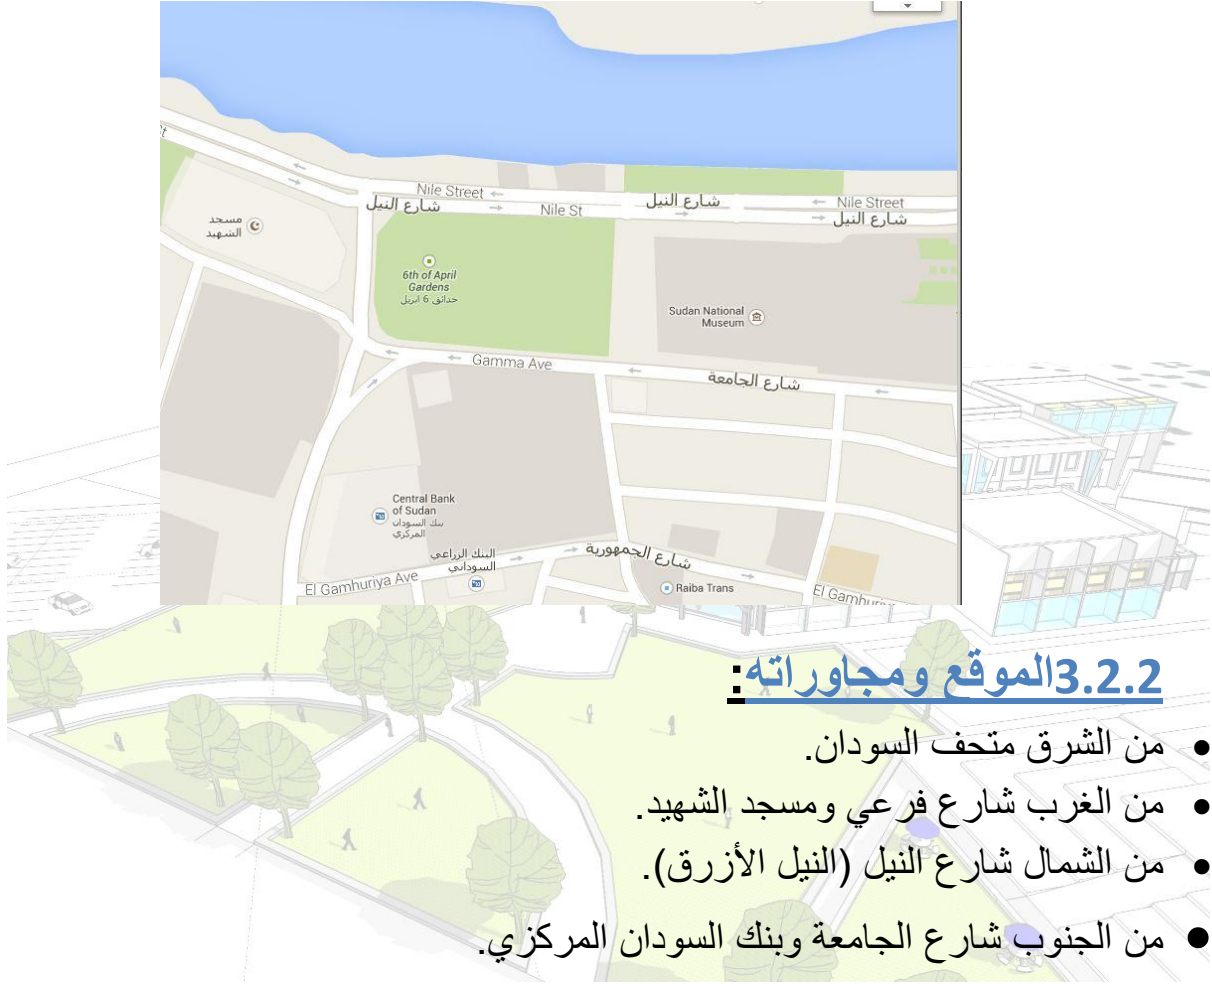 St
Nile Street
Nile St
Nile Street
شارع النيل
شارع النيل
شارع النيل
مسجد
الشهيد
6th of April
Gardens
حدائق 6 ابريل
Sudan National
Museum
Gamma Ave
شارع الجامعة
Central Bank
of Sudan
بنك السودان
المركزي
البنك الزراعي
السوداني
شارع الجمهورية
El Gamhuriya Ave
Raiba Trans
El Gamhuriy
3.2.2الموقع ومجاوراته:
• من الشرق متحف السودان.
• من الغرب شارع فرعي ومسجد الشهيد.
• من الشمال شارع النيل (النيل الأزرق).
• من الجنوب شارع الجامعة وبنك السودان المركزي.